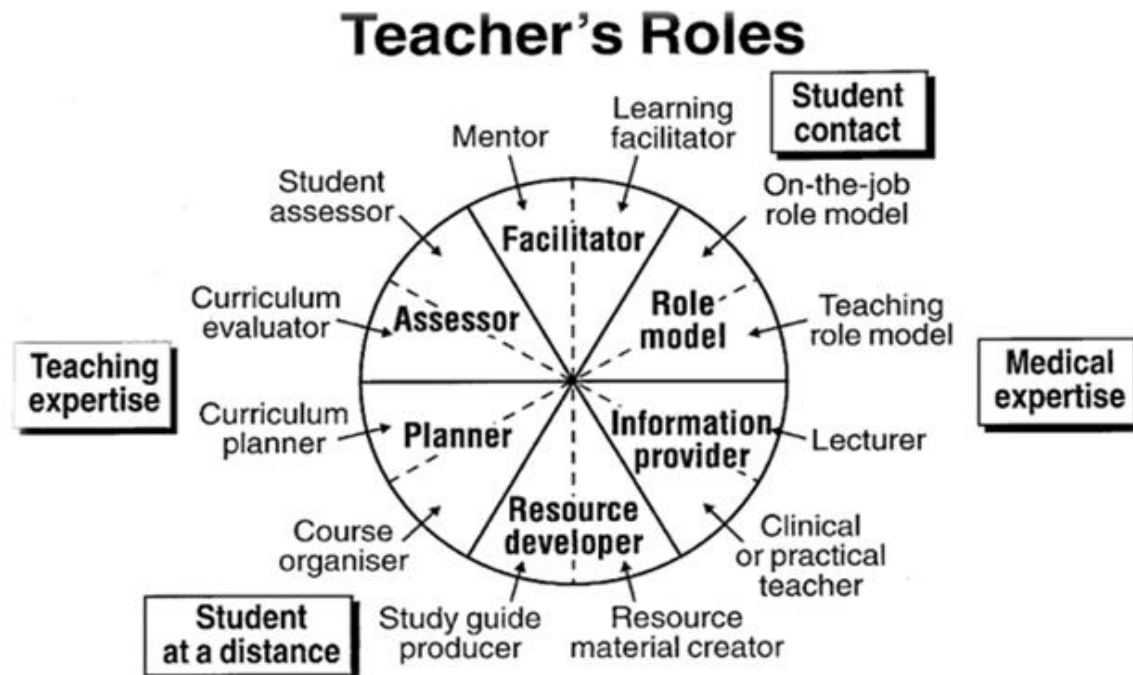 Teacher's Roles
Student
contact
Learning
facilitator
Mentor
On-the-job
role model
Student
assessor
Facilitator
Role
model
Teaching
role model
Curriculum
evaluator
Assessor
Teaching
expertise
Medical
expertise
Curriculum
planner
Planner
Information
provider
Lecturer
Resource
developer
Course
organiser
Clinical
or practical
teacher
Student
at a distance
Study guide
producer
Resource
material creator